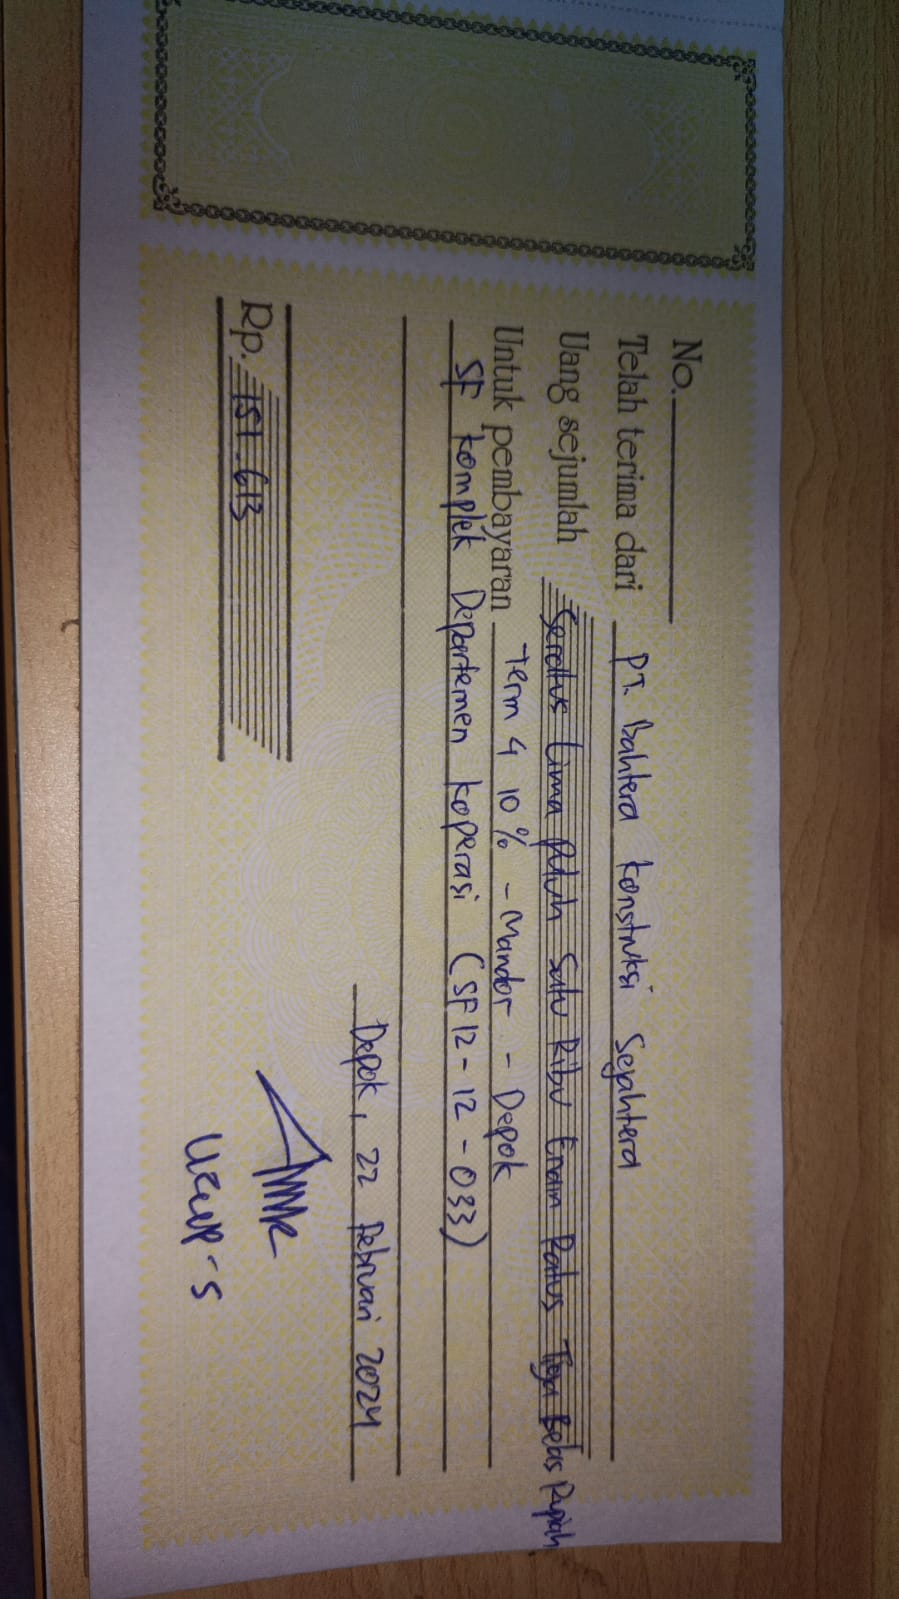 No.
Telah terima dari PT. Bahtera Konstruksi Sejahtera
Uang sejumlah Seratus Lima Puluh Satu Ribu Enam Ratus Tiga Belas Rupiah
Untuk pembayaran Term 4 10% - Mandor - Depok
SF Komplek Departemen Koperasi (SF12-12-033)
Depok, 22 Februari 2024
Rp. 151.613
Ucup-S